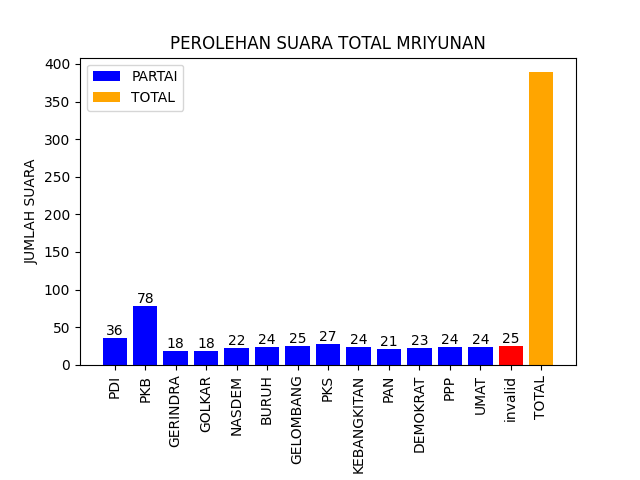 PEROLEHAN SUARA TOTAL MRIYUNAN
PARTAI
TOTAL
JUMLAH SUARA
400
350
300
250
200
150
100
50
0
36
78
18
18
22
24
25
27
24
21
23
24
24
25
PDI
PKB
GERINDRA
GOLKAR
NASDEM
BURUH
GELOMBANG
PKS
KEBANGKITAN
PAN
DEMOKRAT
PPP
UMAT
invalid
TOTAL